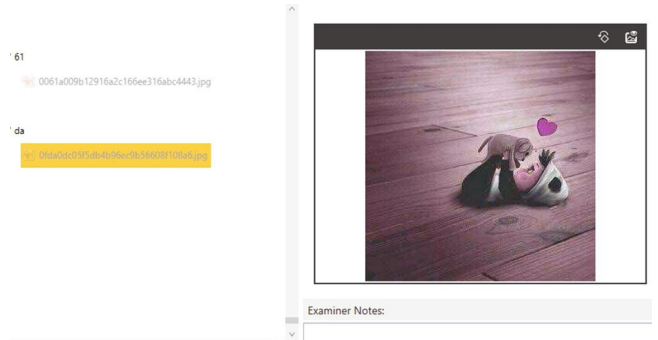 61
0061a009b12916a2c166ee316abc4443.jpg
da
0fda0dc05f5db4b96ec9b56608f108a6.jpg
Examiner Notes: